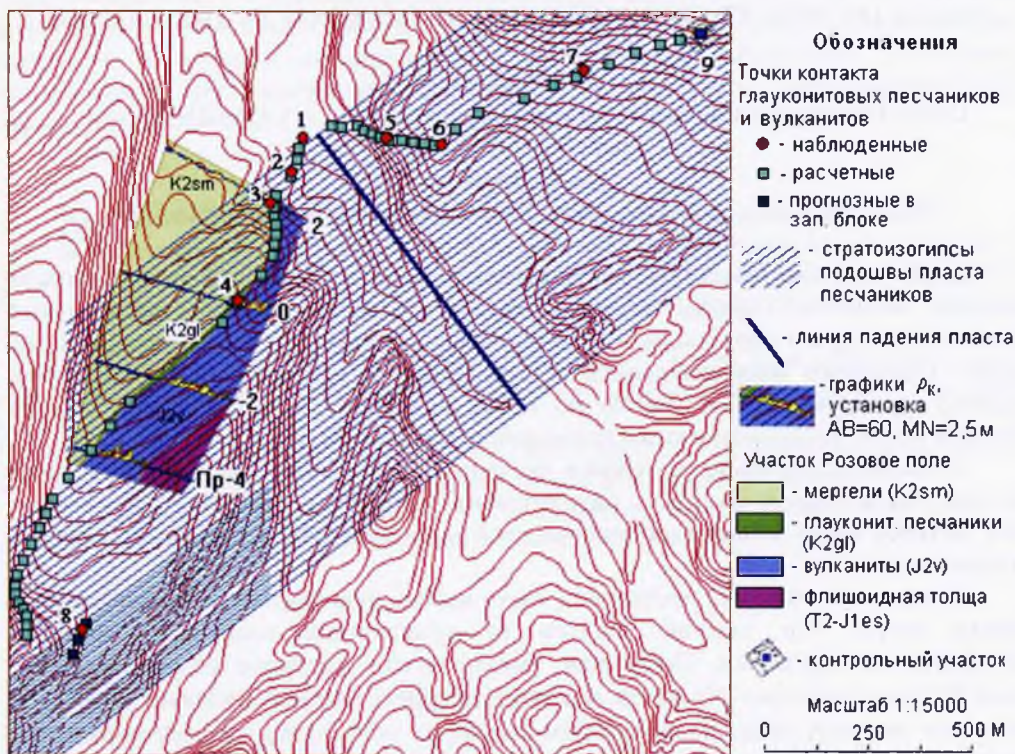 1
2
3
4
5
6
7
8
9
K2sm
K2gl
J2v
2
0
-2
Пр-4
Обозначения
Точки контакта
глауконитовых песчаников
и вулканитов
- наблюденные
- расчетные
- прогнозные в
зап. блоке
- стратоизогипсы
подошвы пласта
песчаников
- линия падения пласта
- графики ρк,
установка
АВ=60, MN=2,5м
Участок Розовое поле
- мергели (K2sm)
- глауконит. песчаники
(K2gl)
- вулканиты (J2v)
- флишоидная толща
(T2-J1es)
- контрольный участок
Масштаб 1:15000
0 250 500 М